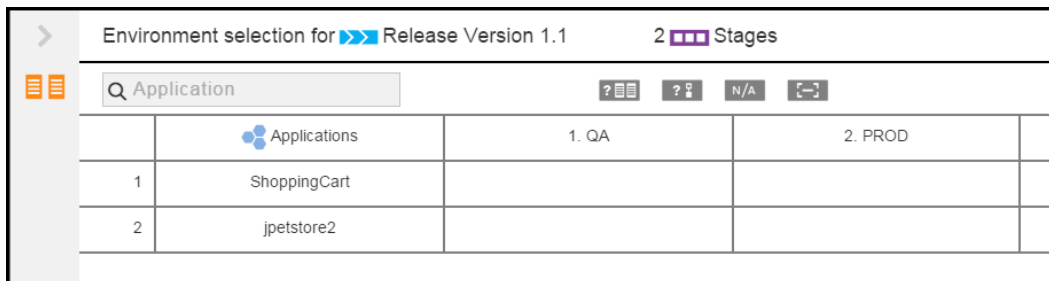 Environment selection for Release Version 1.1 2 Stages
Application ? ? N/A
Applications 1. QA 2. PROD
1 ShoppingCart
2 jpetstore2